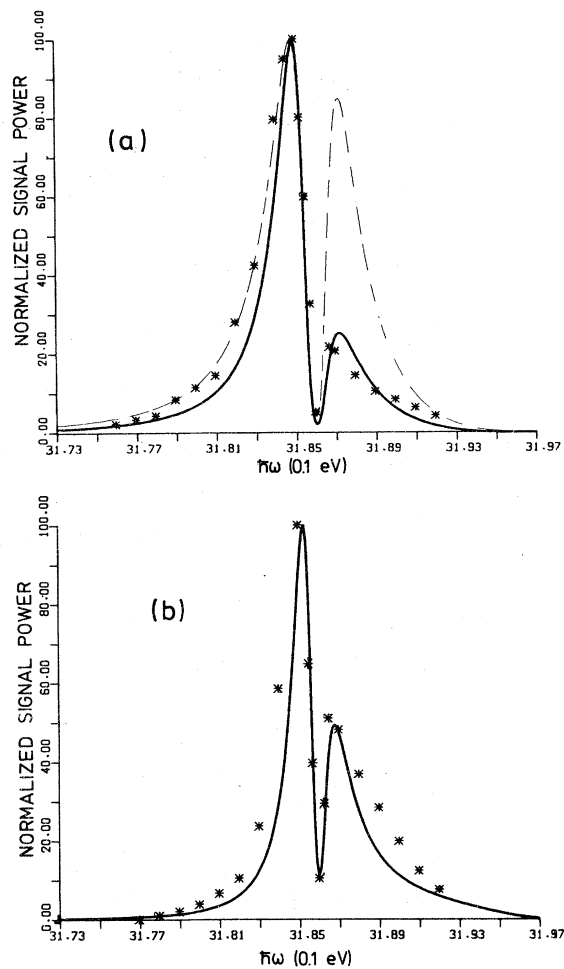 100.00
80.00
60.00
40.00
20.00
0.00
NORMALIZED SIGNAL POWER
(a)
31.73 31.77 31.81 31.85 31.89 31.93 31.97
ħω (0.1 eV)
100.00
80.00
60.00
40.00
20.00
0.00
NORMALIZED SIGNAL POWER
(b)
31.73 31.77 31.81 31.85 31.89 31.93 31.97
ħω (0.1 eV)